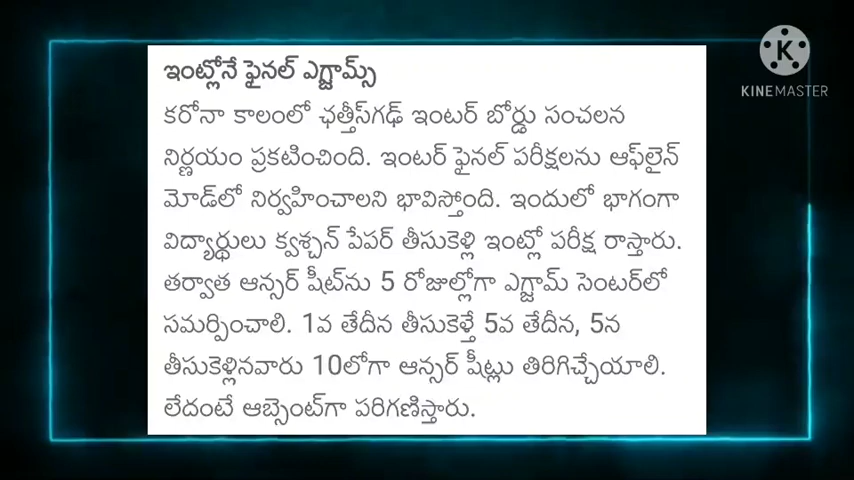 ఇంట్లోనే ఫైనల్ ఎగ్జామ్స్
కరోనా కాలంలో ఛత్తీస్‌గఢ్ ఇంటర్ బోర్డు సంచలన
నిర్ణయం ప్రకటించింది. ఇంటర్ ఫైనల్ పరీక్షలను ఆఫ్‌లైన్
మోడ్‌లో నిర్వహించాలని భావిస్తోంది. ఇందులో భాగంగా
విద్యార్థులు క్వశ్చన్ పేపర్ తీసుకెళ్లి ఇంట్లో పరీక్ష రాస్తారు.
తర్వాత ఆన్సర్ షీట్‌ను 5 రోజుల్లోగా ఎగ్జామ్ సెంటర్‌లో
సమర్పించాలి. 1వ తేదీన తీసుకెళ్తే 5వ తేదీన, 5న
తీసుకెళ్లినవారు 10లోగా ఆన్సర్ షీట్లు తిరిగిచ్చేయాలి.
లేదంటే ఆబ్సెంట్‌గా పరిగణిస్తారు.
K
KINEMASTER